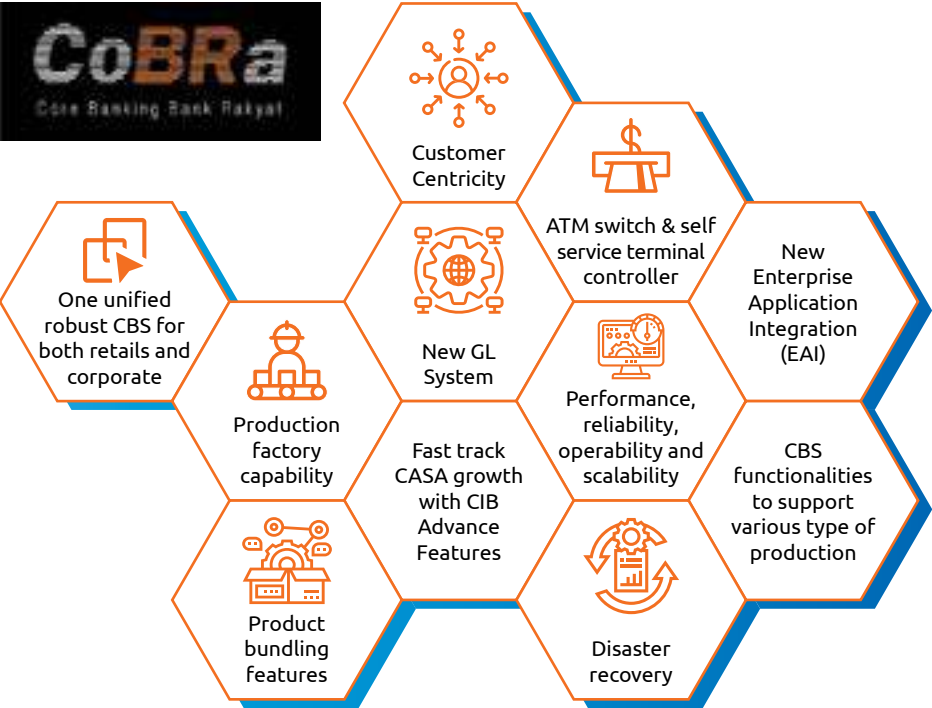 CoBRa
Core Banking Bank Rakyat
Customer
Centricity
ATM switch & self
service terminal
controller
New
Enterprise
Application
Integration
(EAI)
One unified
robust CBS for
both retails and
corporate
New GL
System
Production
factory
capability
Performance,
reliability,
operability and
scalability
Fast track
CASA growth
with CIB
Advance
Features
CBS
functionalities
to support
various type of
production
Product
bundling
features
Disaster
recovery